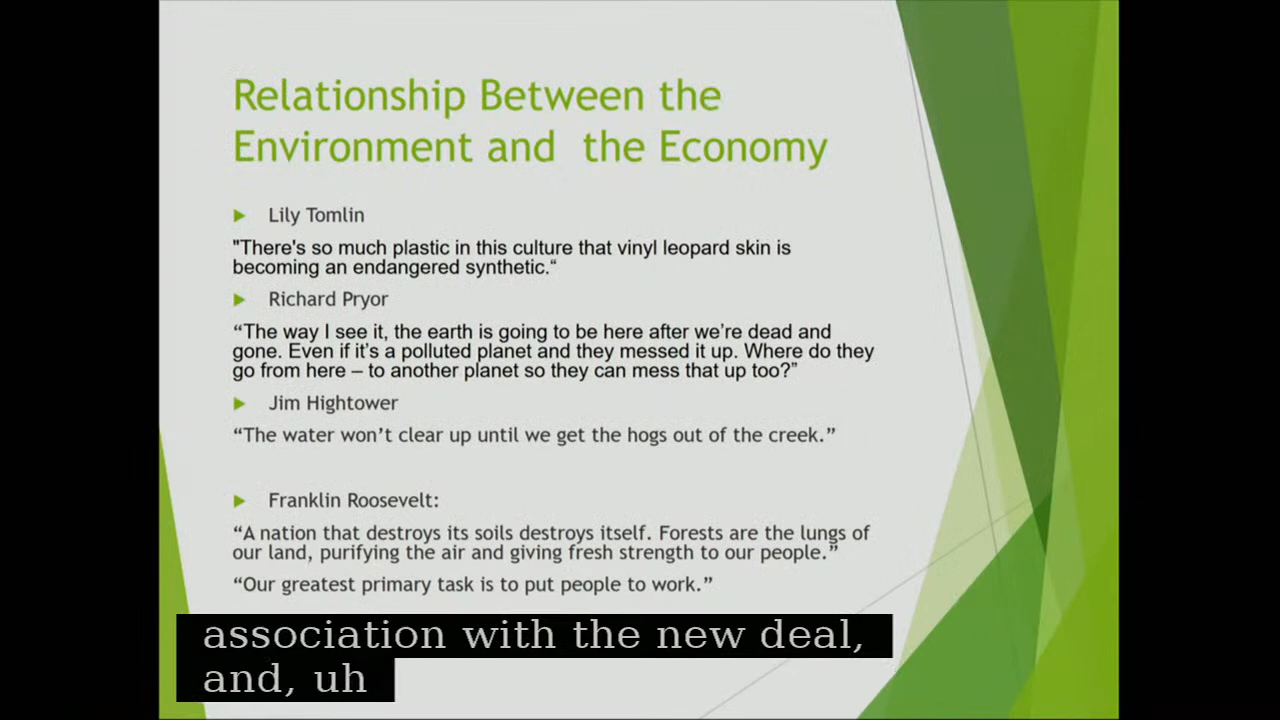 Relationship Between the
Environment and  the Economy
Lily Tomlin
"There's so much plastic in this culture that vinyl leopard skin is
becoming an endangered synthetic.“
Richard Pryor
“The way I see it, the earth is going to be here after we’re dead and
gone. Even if it’s a polluted planet and they messed it up. Where do they
go from here – to another planet so they can mess that up too?”
Jim Hightower
“The water won’t clear up until we get the hogs out of the creek.”
Franklin Roosevelt:
“A nation that destroys its soils destroys itself. Forests are the lungs of
our land, purifying the air and giving fresh strength to our people.”
“Our greatest primary task is to put people to work.”
association with the new deal,
and, uh